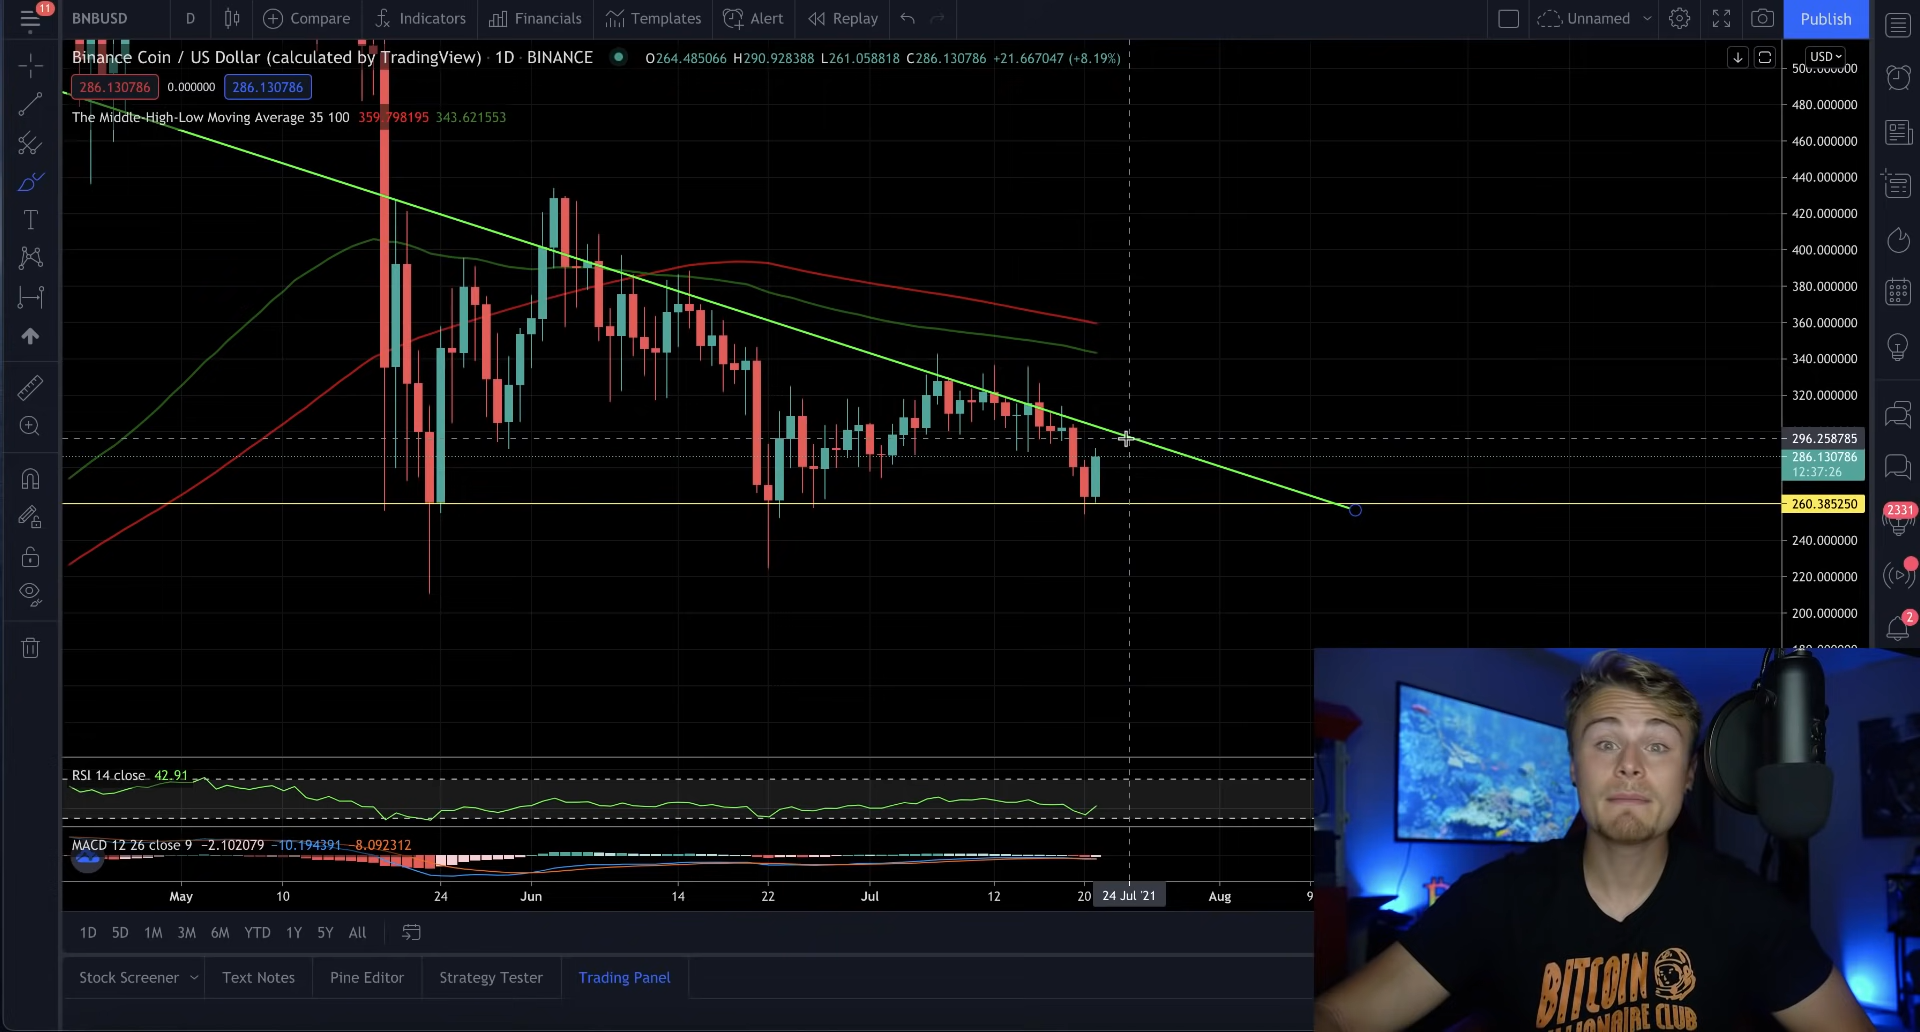 11
BNBUSD
D
Compare
Indicators
Financials
Templates
Alert
Replay
Unnamed
Publish
Binance Coin / US Dollar (calculated by TradingView) · 1D · BINANCE
O264.485066 H290.928388 L261.058818 C286.130786 +21.667047 (+8.19%)
USD
286.130786
0.000000
286.130786
The Middle-High-Low Moving Average 35 100 359.798195 343.621553
500.000000
480.000000
460.000000
440.000000
420.000000
400.000000
380.000000
360.000000
340.000000
320.000000
296.258785
286.130786
12:37:26
260.385250
240.000000
220.000000
200.000000
2331
2
T
RSI 14 close 42.91
MACD 12 26 close 9 −2.102079 −10.194391 −8.092312
May
10
24
Jun
14
22
Jul
12
20
24 Jul '21
Aug
9
1D 5D 1M 3M 6M YTD 1Y 5Y All
Stock Screener
Text Notes
Pine Editor
Strategy Tester
Trading Panel
BITCOIN